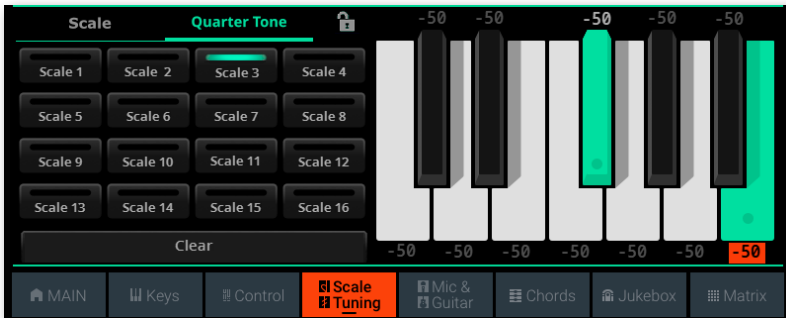 Scale Quarter Tone -50 -50 -50 -50 -50
Scale 1 Scale 2 Scale 3 Scale 4
Scale 5 Scale 6 Scale 7 Scale 8
Scale 9 Scale 10 Scale 11 Scale 12
Scale 13 Scale 14 Scale 15 Scale 16
Clear
-50 -50 -50 -50 -50 -50 -50
MAIN Keys Control Scale Tuning Mic & Guitar Chords Jukebox Matrix